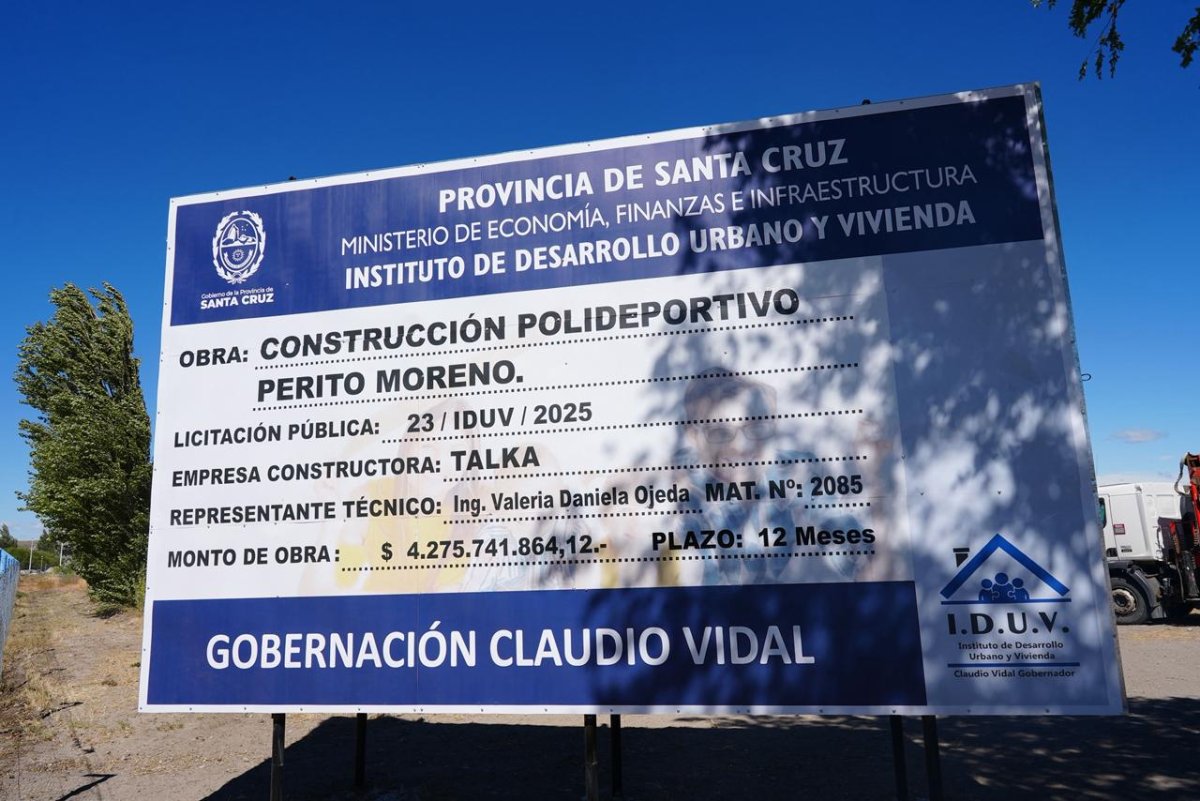 PROVINCIA DE SANTA CRUZ
MINISTERIO DE ECONOMÍA, FINANZAS E INFRAESTRUCTURA
INSTITUTO DE DESARROLLO URBANO Y VIVIENDA
Gobierno de la Provincia de
SANTA CRUZ
OBRA: CONSTRUCCIÓN POLIDEPORTIVO
PERITO MORENO.
LICITACIÓN PÚBLICA: 23 / IDUV / 2025
EMPRESA CONSTRUCTORA: TALKA
REPRESENTANTE TÉCNICO: Ing. Valeria Daniela Ojeda MAT. Nº: 2085
MONTO DE OBRA: $ 4.275.741.864,12.- PLAZO: 12 Meses
GOBERNACIÓN CLAUDIO VIDAL
I.D.U.V.
Instituto de Desarrollo
Urbano y Vivienda
Claudio Vidal Gobernador